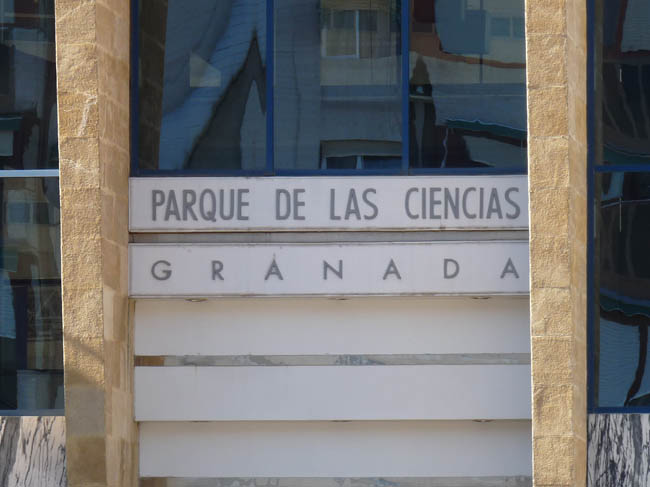 PARQUE DE LAS CIENCIAS
GRANADA